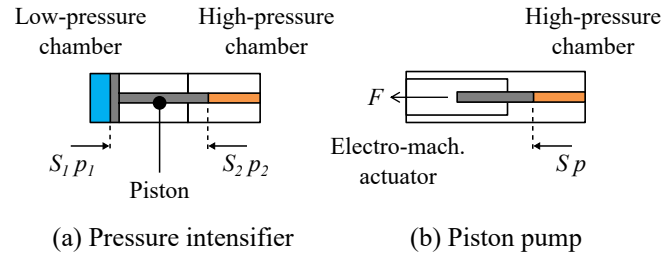 Low-pressure
chamber
High-pressure
chamber
S₁ p₁
S₂ p₂
Piston
(a) Pressure intensifier
High-pressure
chamber
F
Electro-mach.
actuator
S p
(b) Piston pump